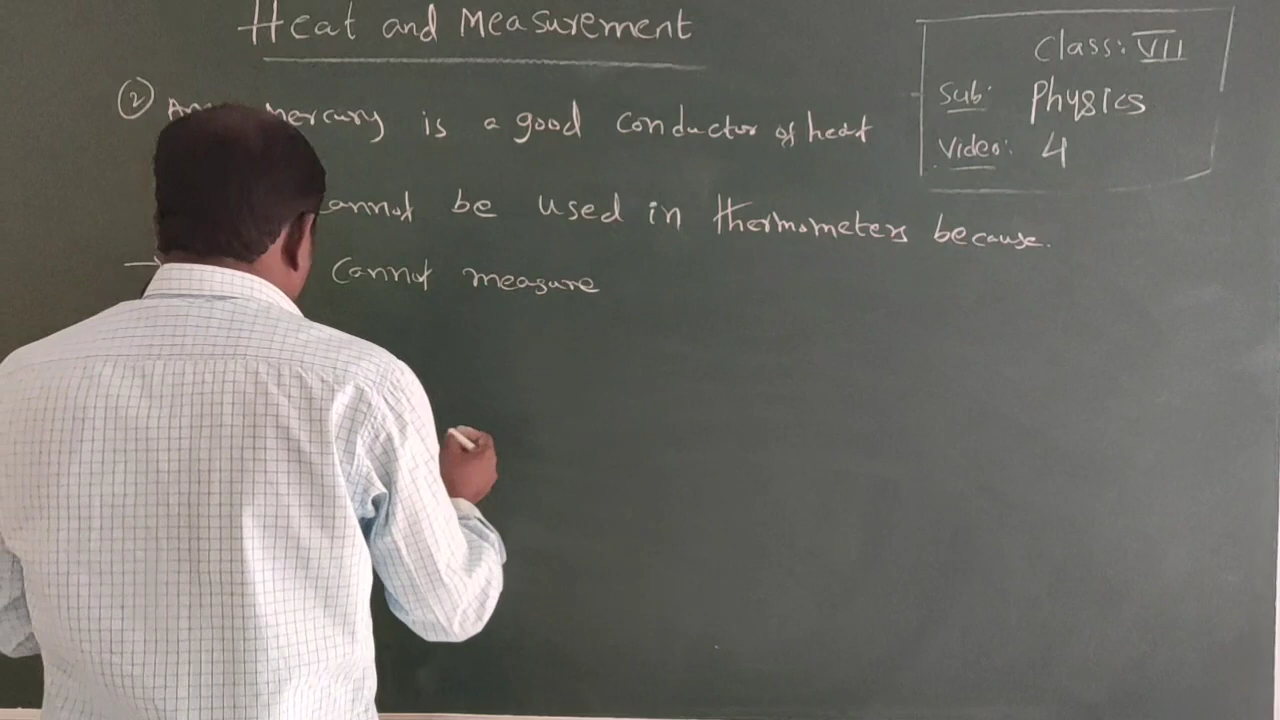 Heat and Measurement
Class: VII
Sub: Physics
Video: 4
② mercury is a good conductor of heat
cannot be used in thermometers because.
→ Cannot measure